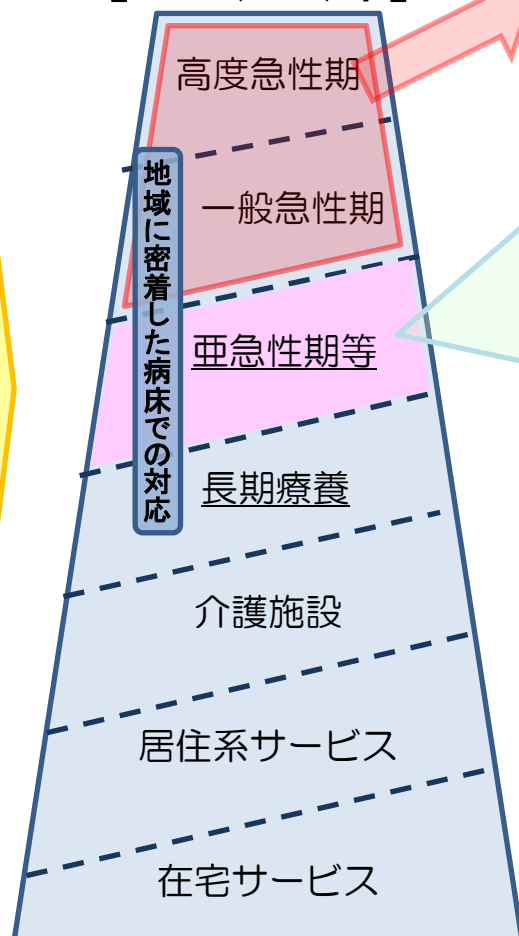 高度急性期
一般急性期
地域に密着した病床での対応
亜急性期等
長期療養
介護施設
居住系サービス
在宅サービス